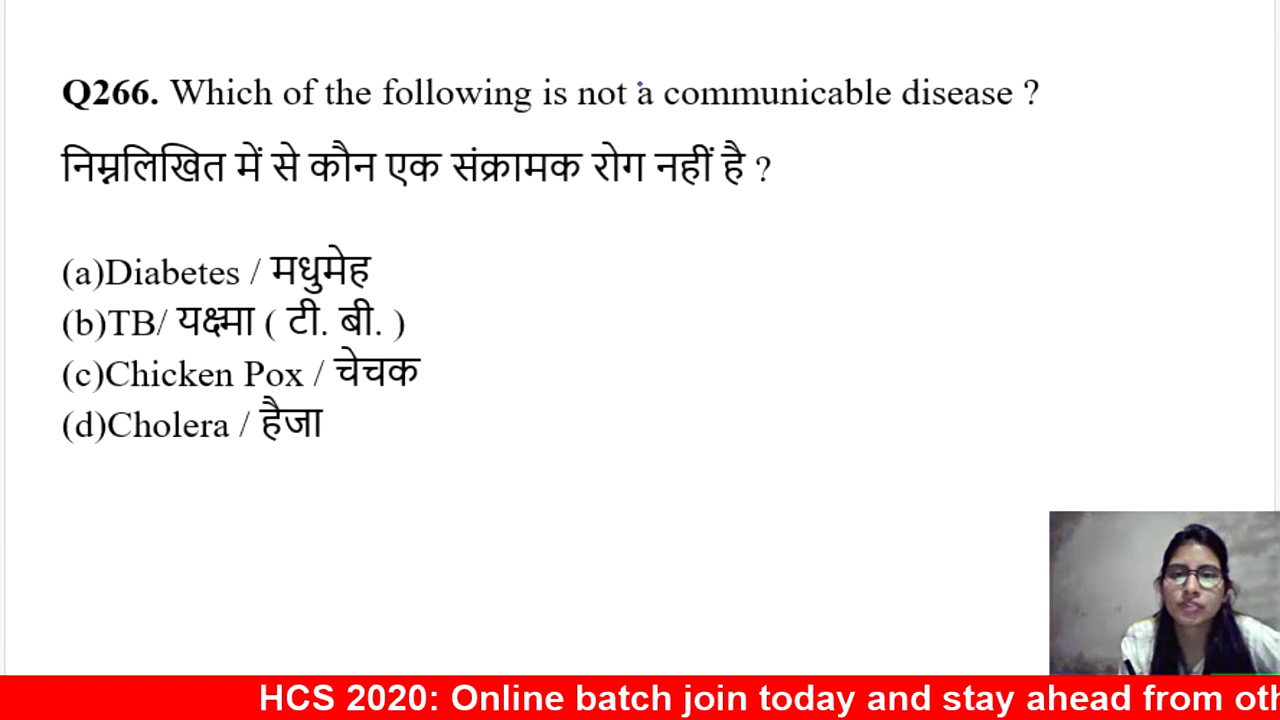 Q266. Which of the following is not a communicable disease ?
निम्नलिखित में से कौन एक संक्रामक रोग नहीं है ?
(a)Diabetes / मधुमेह
(b)TB/ यक्ष्मा ( टी. बी. )
(c)Chicken Pox / चेचक
(d)Cholera / हैजा
HCS 2020: Online batch join today and stay ahead from